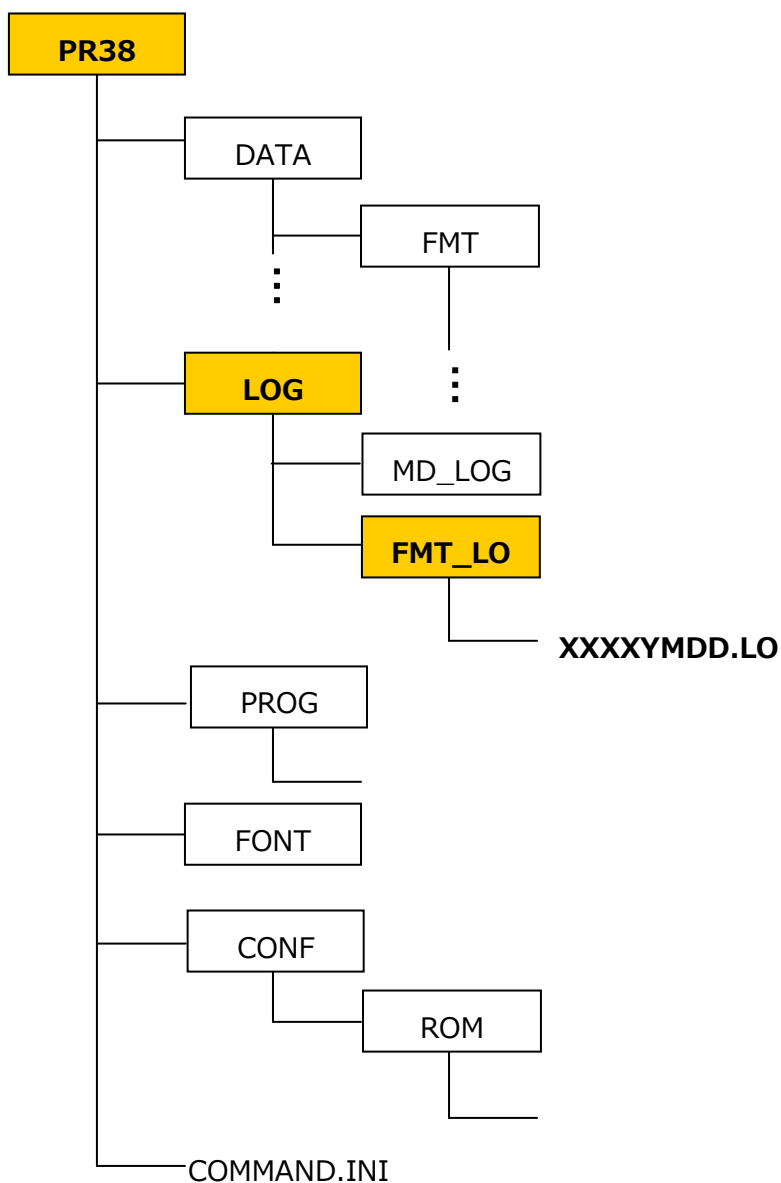 PR38
DATA
FMT
LOG
MD_LOG
FMT_LO
XXXXYMDD.LO
PROG
FONT
CONF
ROM
COMMAND.INI